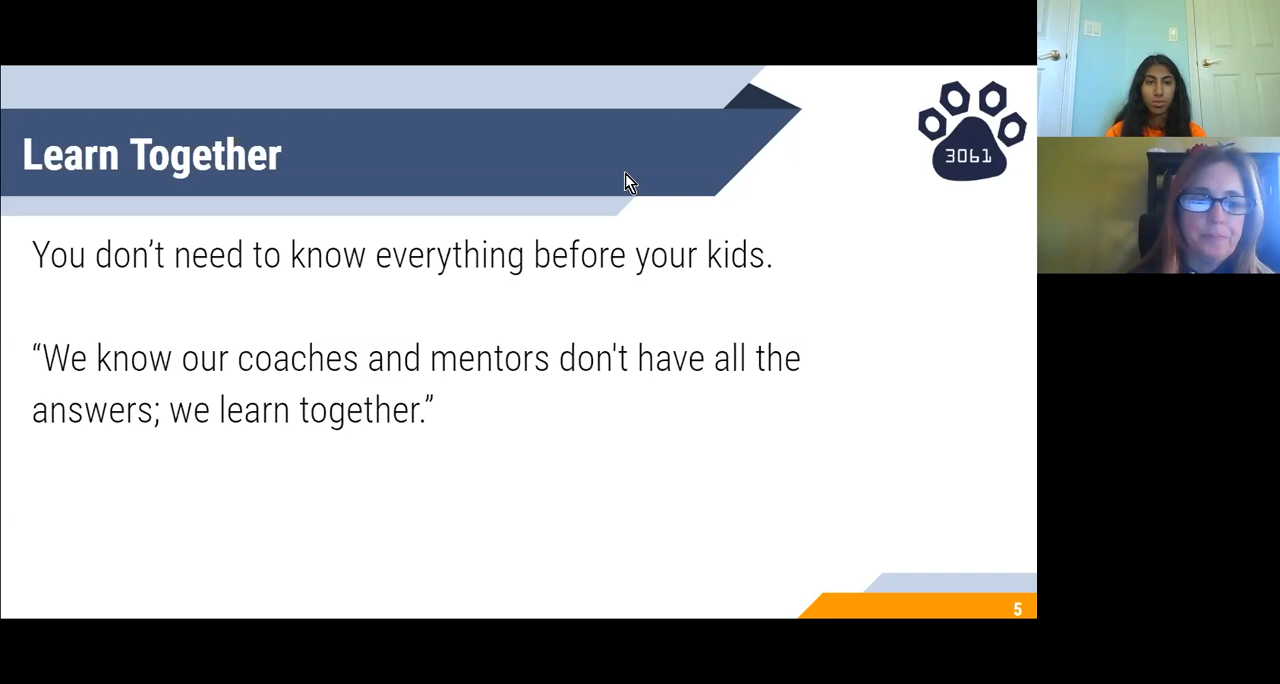 Learn Together
3061
You don’t need to know everything before your kids.
“We know our coaches and mentors don't have all the
answers; we learn together.”
5